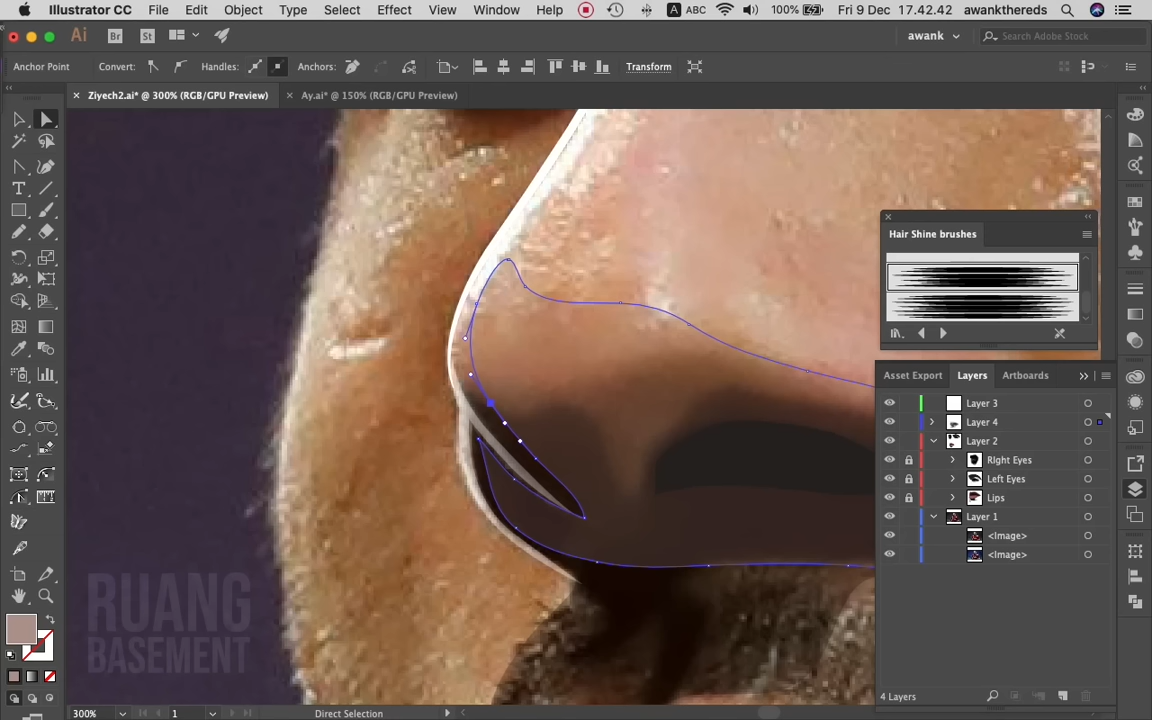 Illustrator CC File Edit Object Type Select Effect View Window Help A ABC 100% Fri 9 Dec 17.42.42 awankthereds
Ai Br St awank Search Adobe Stock
Anchor Point Convert: Handles: Anchors: Transform
× Ziyech2.ai* @ 300% (RGB/GPU Preview) × Ay.ai* @ 150% (RGB/GPU Preview)
Hair Shine brushes
Asset Export Layers Artboards
Layer 3
Layer 4
Layer 2
RIght Eyes
Left Eyes
Lips
Layer 1
<Image>
<Image>
RUANG
BASEMENT
4 Layers
300% 1 Direct Selection